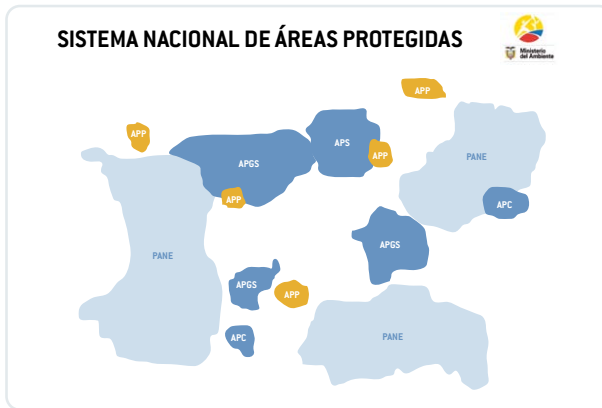 SISTEMA NACIONAL DE ÁREAS PROTEGIDAS
Ministerio
del Ambiente
APP
APP
APS
APP
APGS
PANE
APP
APC
APGS
PANE
APGS
APP
APC
PANE